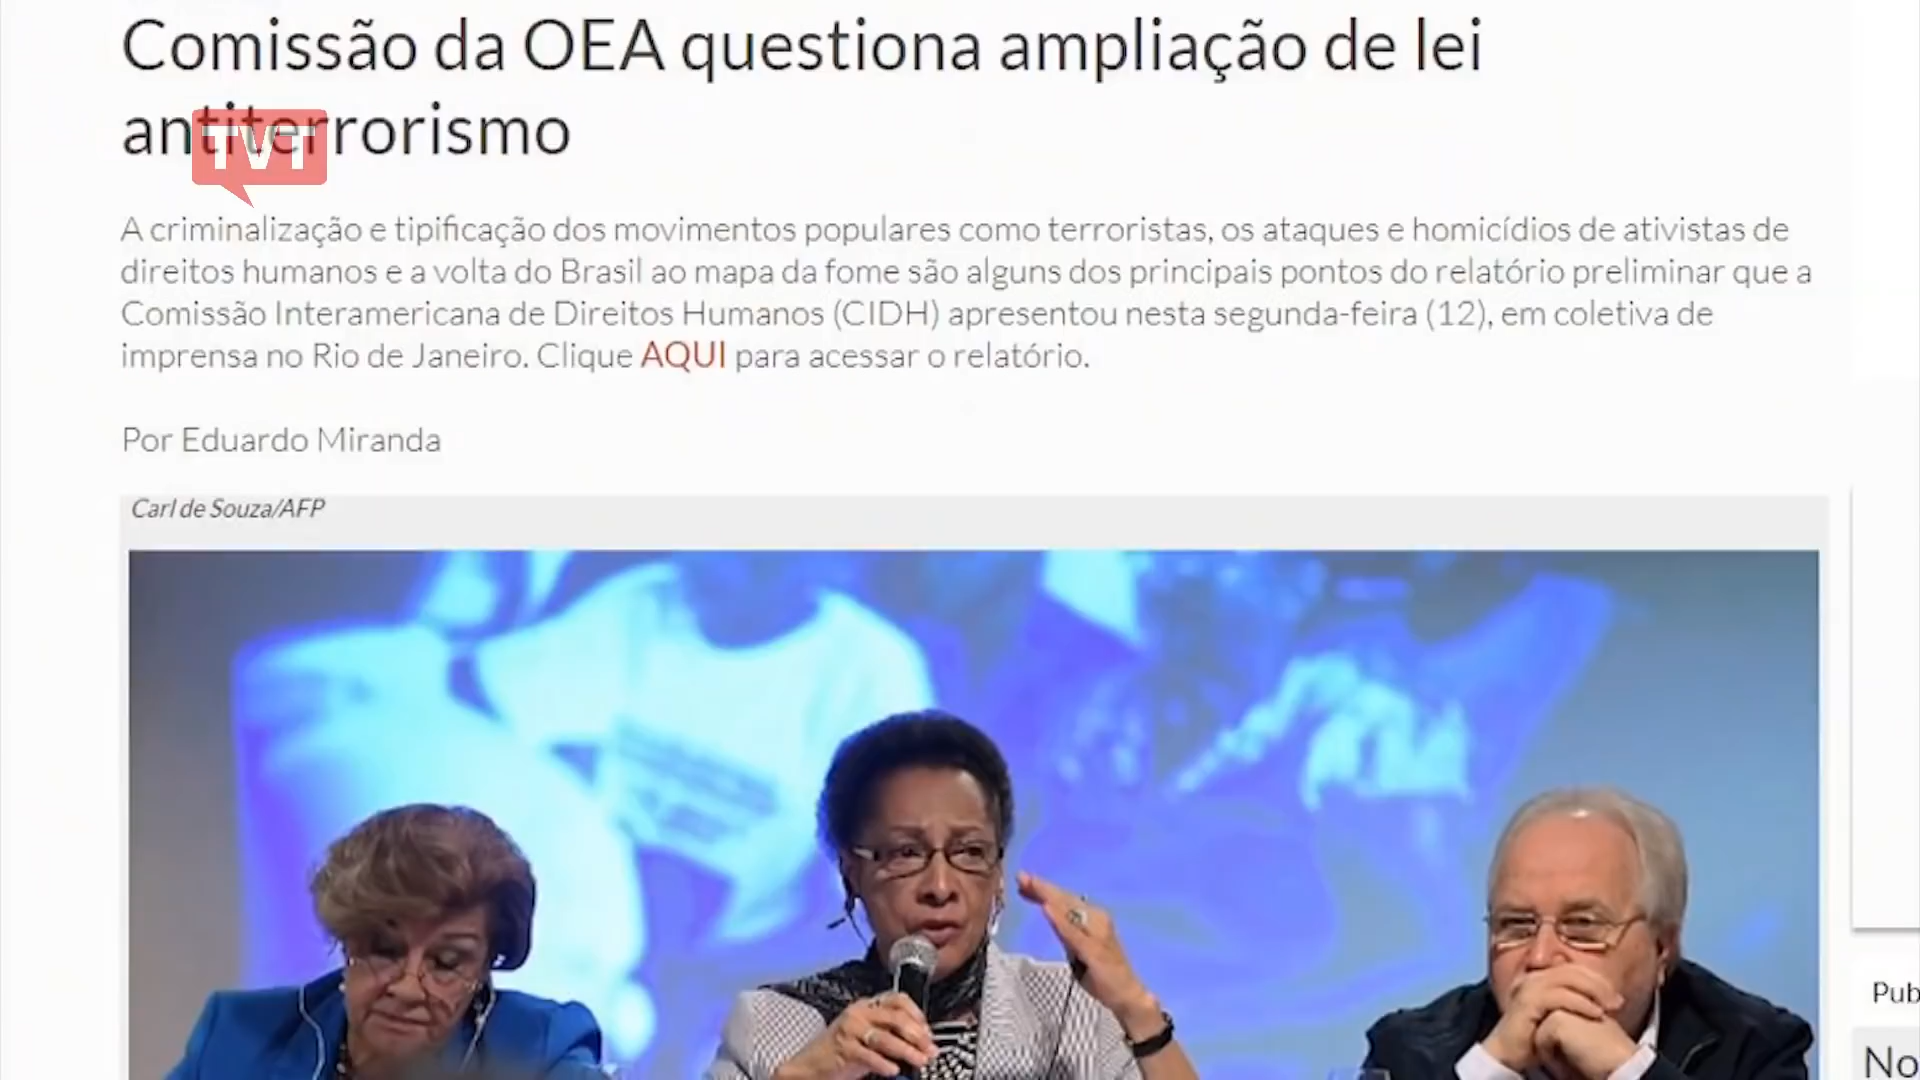 Comissão da OEA questiona ampliação de lei
antiterrorismo
TVT
A criminalização e tipificação dos movimentos populares como terroristas, os ataques e homicídios de ativistas de
direitos humanos e a volta do Brasil ao mapa da fome são alguns dos principais pontos do relatório preliminar que a
Comissão Interamericana de Direitos Humanos (CIDH) apresentou nesta segunda-feira (12), em coletiva de
imprensa no Rio de Janeiro. Clique AQUI para acessar o relatório.
Por Eduardo Miranda
Carl de Souza/AFP
Pub
No